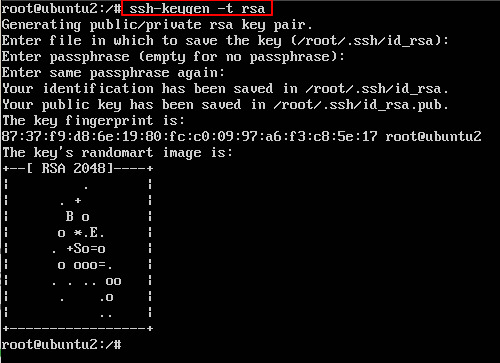 root@ubuntu2:/# ssh-keygen -t rsa
Generating public/private rsa key pair.
Enter file in which to save the key (/root/.ssh/id_rsa):
Enter passphrase (empty for no passphrase):
Enter same passphrase again:
Your identification has been saved in /root/.ssh/id_rsa.
Your public key has been saved in /root/.ssh/id_rsa.pub.
The key fingerprint is:
87:37:f9:d8:6e:19:80:fc:c0:09:97:a6:f3:c8:5e:17 root@ubuntu2
The key's randomart image is:
+--[ RSA 2048]----+
|         .       |
|      . +        |
|       B o       |
|      o *.E.     |
|     . +So=o     |
|      o ooo=.    |
|     . . .. oo   |
|      .    .o    |
|           ..    |
+-----------------+
root@ubuntu2:/#